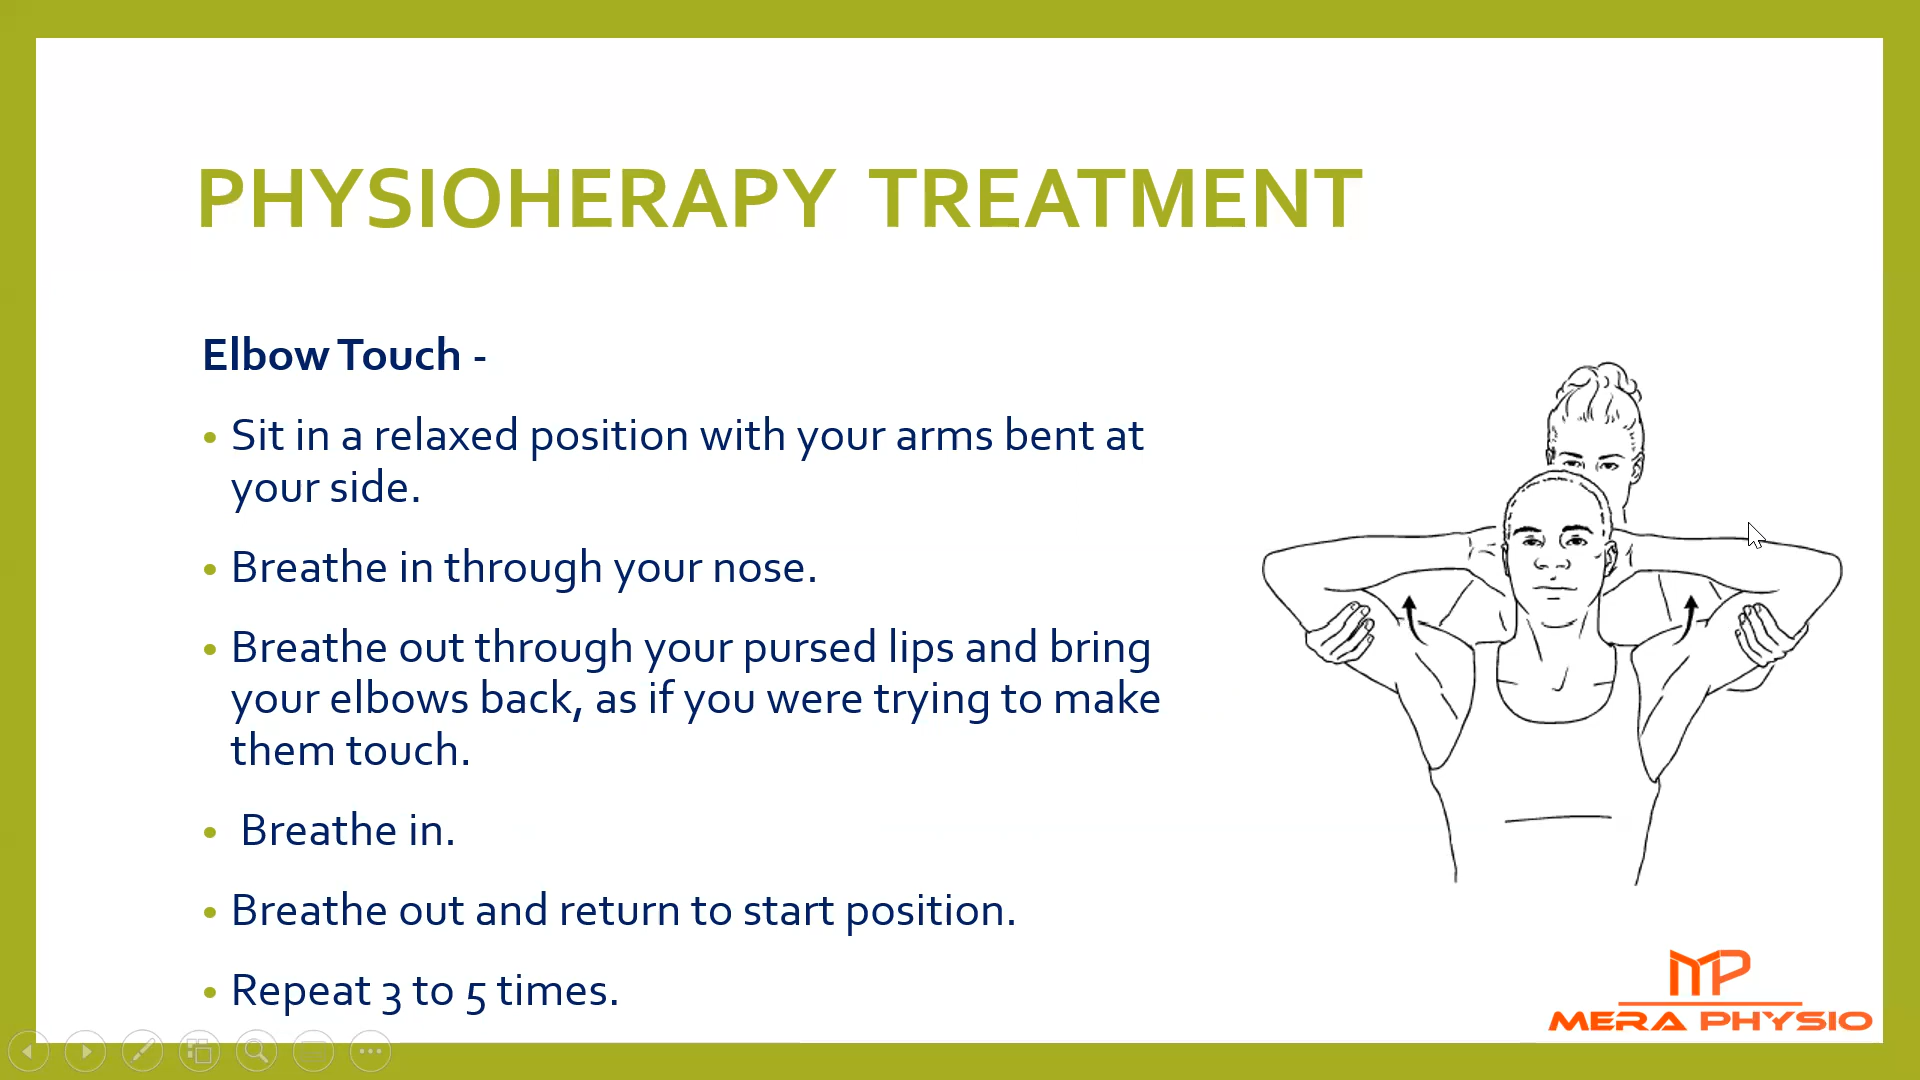 PHYSIOHERAPY TREATMENT
Elbow Touch -
• Sit in a relaxed position with your arms bent at
your side.
• Breathe in through your nose.
• Breathe out through your pursed lips and bring
your elbows back, as if you were trying to make
them touch.
• Breathe in.
• Breathe out and return to start position.
• Repeat 3 to 5 times.
MP
MERA PHYSIO